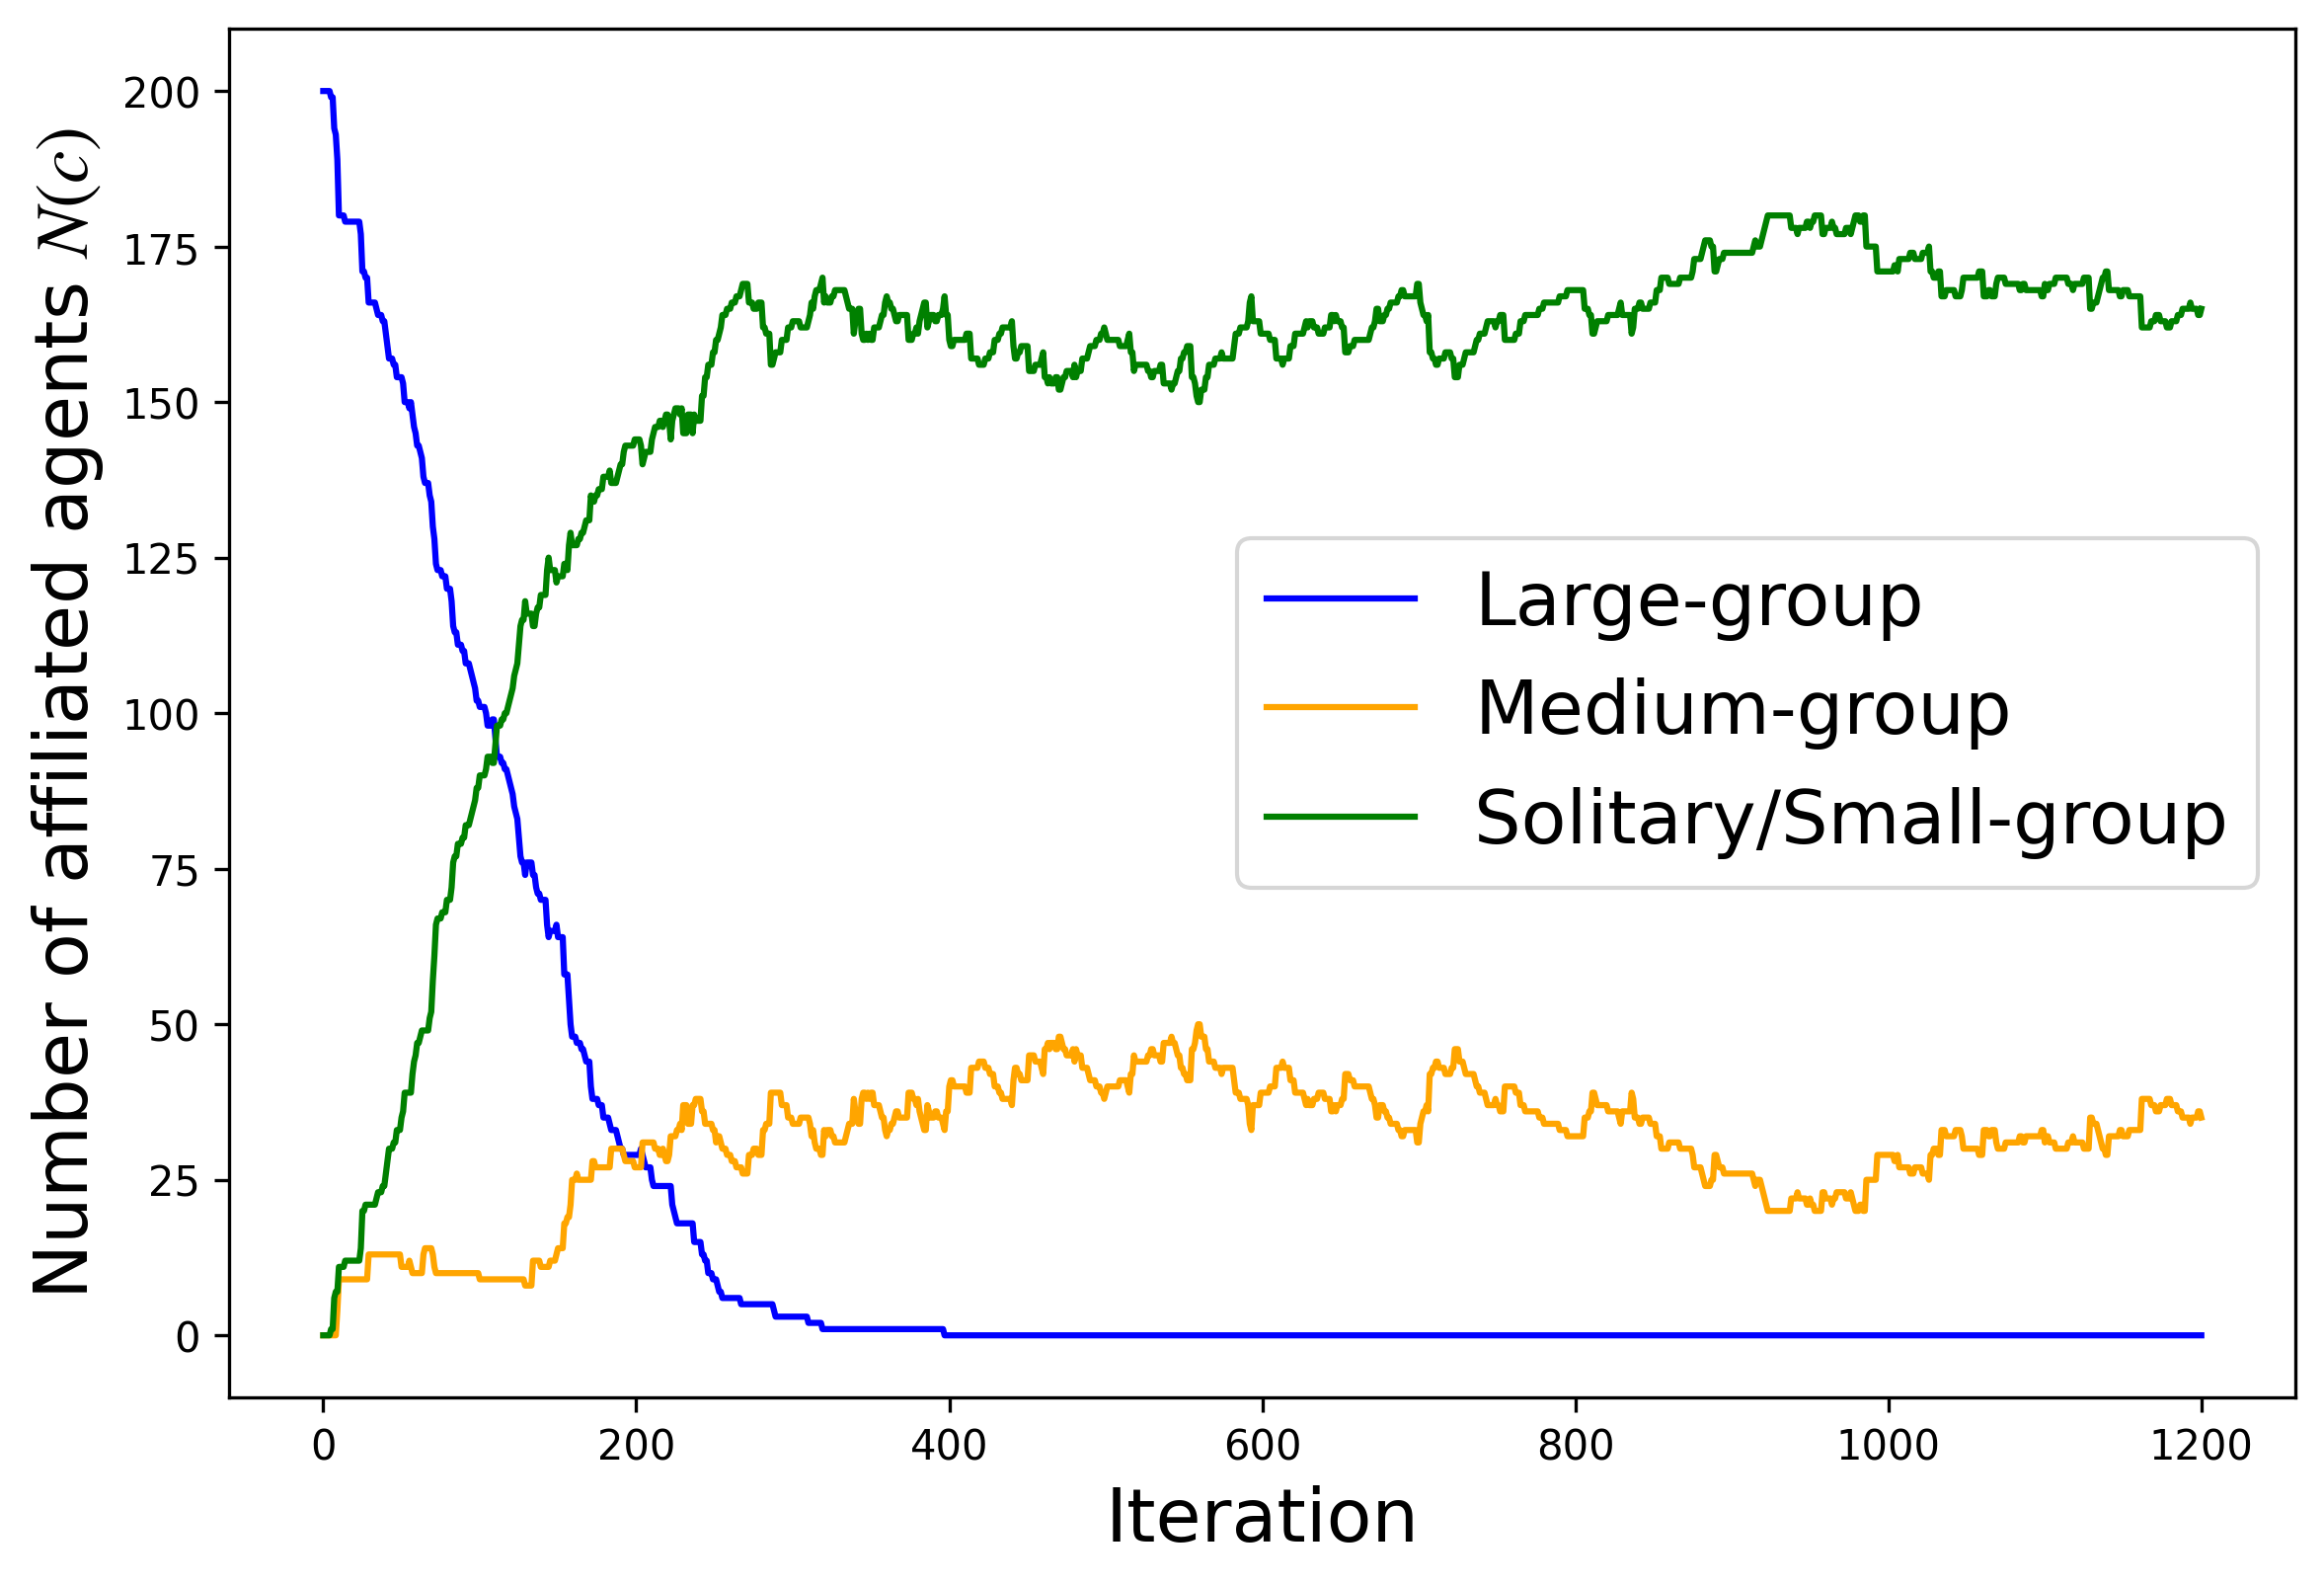 Number of affiliated agents N(c)
200
175
150
125
100
75
50
25
0
Large-group
Medium-group
Solitary/Small-group
0 200 400 600 800 1000 1200
Iteration